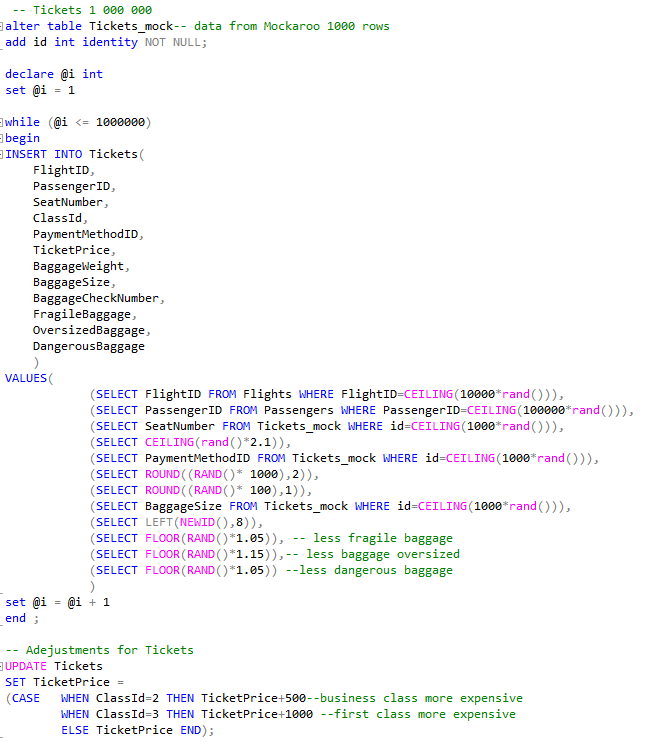 -- Tickets 1 000 000
alter table Tickets_mock-- data from Mockaroo 1000 rows
add id int identity NOT NULL;
declare @i int
set @i = 1
while (@i <= 1000000)
begin
INSERT INTO Tickets(
FlightID,
PassengerID,
SeatNumber,
ClassId,
PaymentMethodID,
TicketPrice,
BaggageWeight,
BaggageSize,
BaggageCheckNumber,
FragileBaggage,
OversizedBaggage,
DangerousBaggage
)
VALUES(
(SELECT FlightID FROM Flights WHERE FlightID=CEILING(10000*rand())),
(SELECT PassengerID FROM Passengers WHERE PassengerID=CEILING(100000*rand())),
(SELECT SeatNumber FROM Tickets_mock WHERE id=CEILING(1000*rand())),
(SELECT CEILING(rand()*2.1)),
(SELECT PaymentMethodID FROM Tickets_mock WHERE id=CEILING(1000*rand())),
(SELECT ROUND((RAND()* 1000),2)),
(SELECT ROUND((RAND()* 100),1)),
(SELECT BaggageSize FROM Tickets_mock WHERE id=CEILING(1000*rand())),
(SELECT LEFT(NEWID(),8)),
(SELECT FLOOR(RAND()*1.05)), -- less fragile baggage
(SELECT FLOOR(RAND()*1.15)),-- less baggage oversized
(SELECT FLOOR(RAND()*1.05)) --less dangerous baggage
)
set @i = @i + 1
end ;
-- Adejustments for Tickets
UPDATE Tickets
SET TicketPrice =
(CASE WHEN ClassId=2 THEN TicketPrice+500--business class more expensive
WHEN ClassId=3 THEN TicketPrice+1000 --first class more expensive
ELSE TicketPrice END);